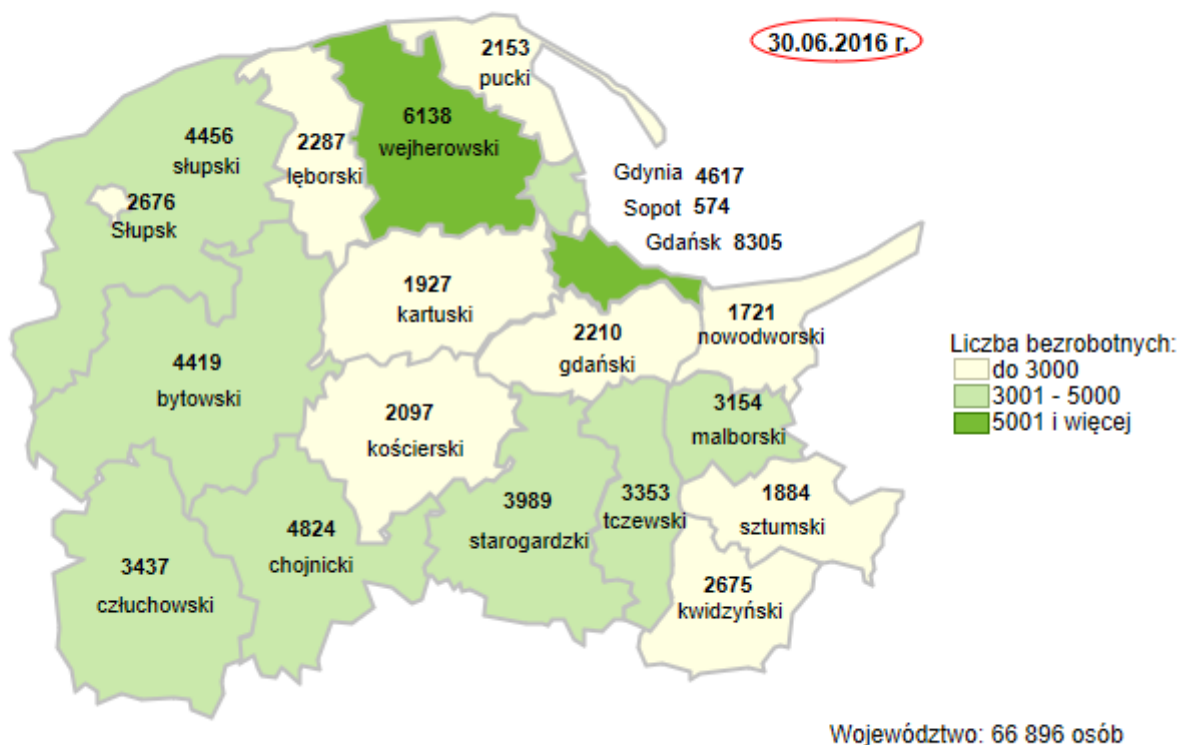 30.06.2016 r.
2153
pucki
6138
wejherowski
4456
słupski
2287
lęborski
2676
Słupsk
Gdynia 4617
Sopot 574
Gdańsk 8305
1927
kartuski
1721
nowodworski
2210
gdański
4419
bytowski
2097
kościerski
3154
malborski
3989
starogardzki
3353
tczewski
1884
sztumski
4824
chojnicki
3437
człuchowski
2675
kwidzyński
Liczba bezrobotnych:
do 3000
3001 - 5000
5001 i więcej
Województwo: 66 896 osób